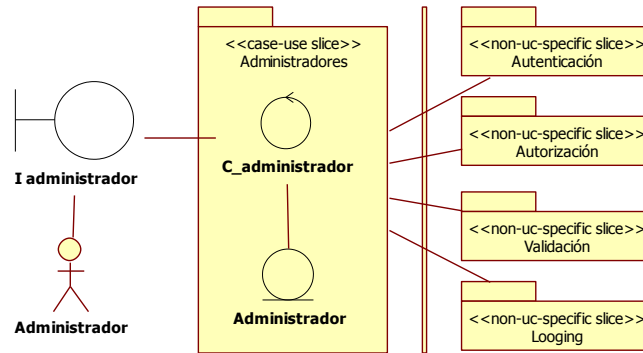 <<case-use slice>>
Administradores
C_administrador
Administrador
I administrador
Administrador
<<non-uc-specific slice>>
Autenticación
<<non-uc-specific slice>>
Autorización
<<non-uc-specific slice>>
Validación
<<non-uc-specific slice>>
Looging